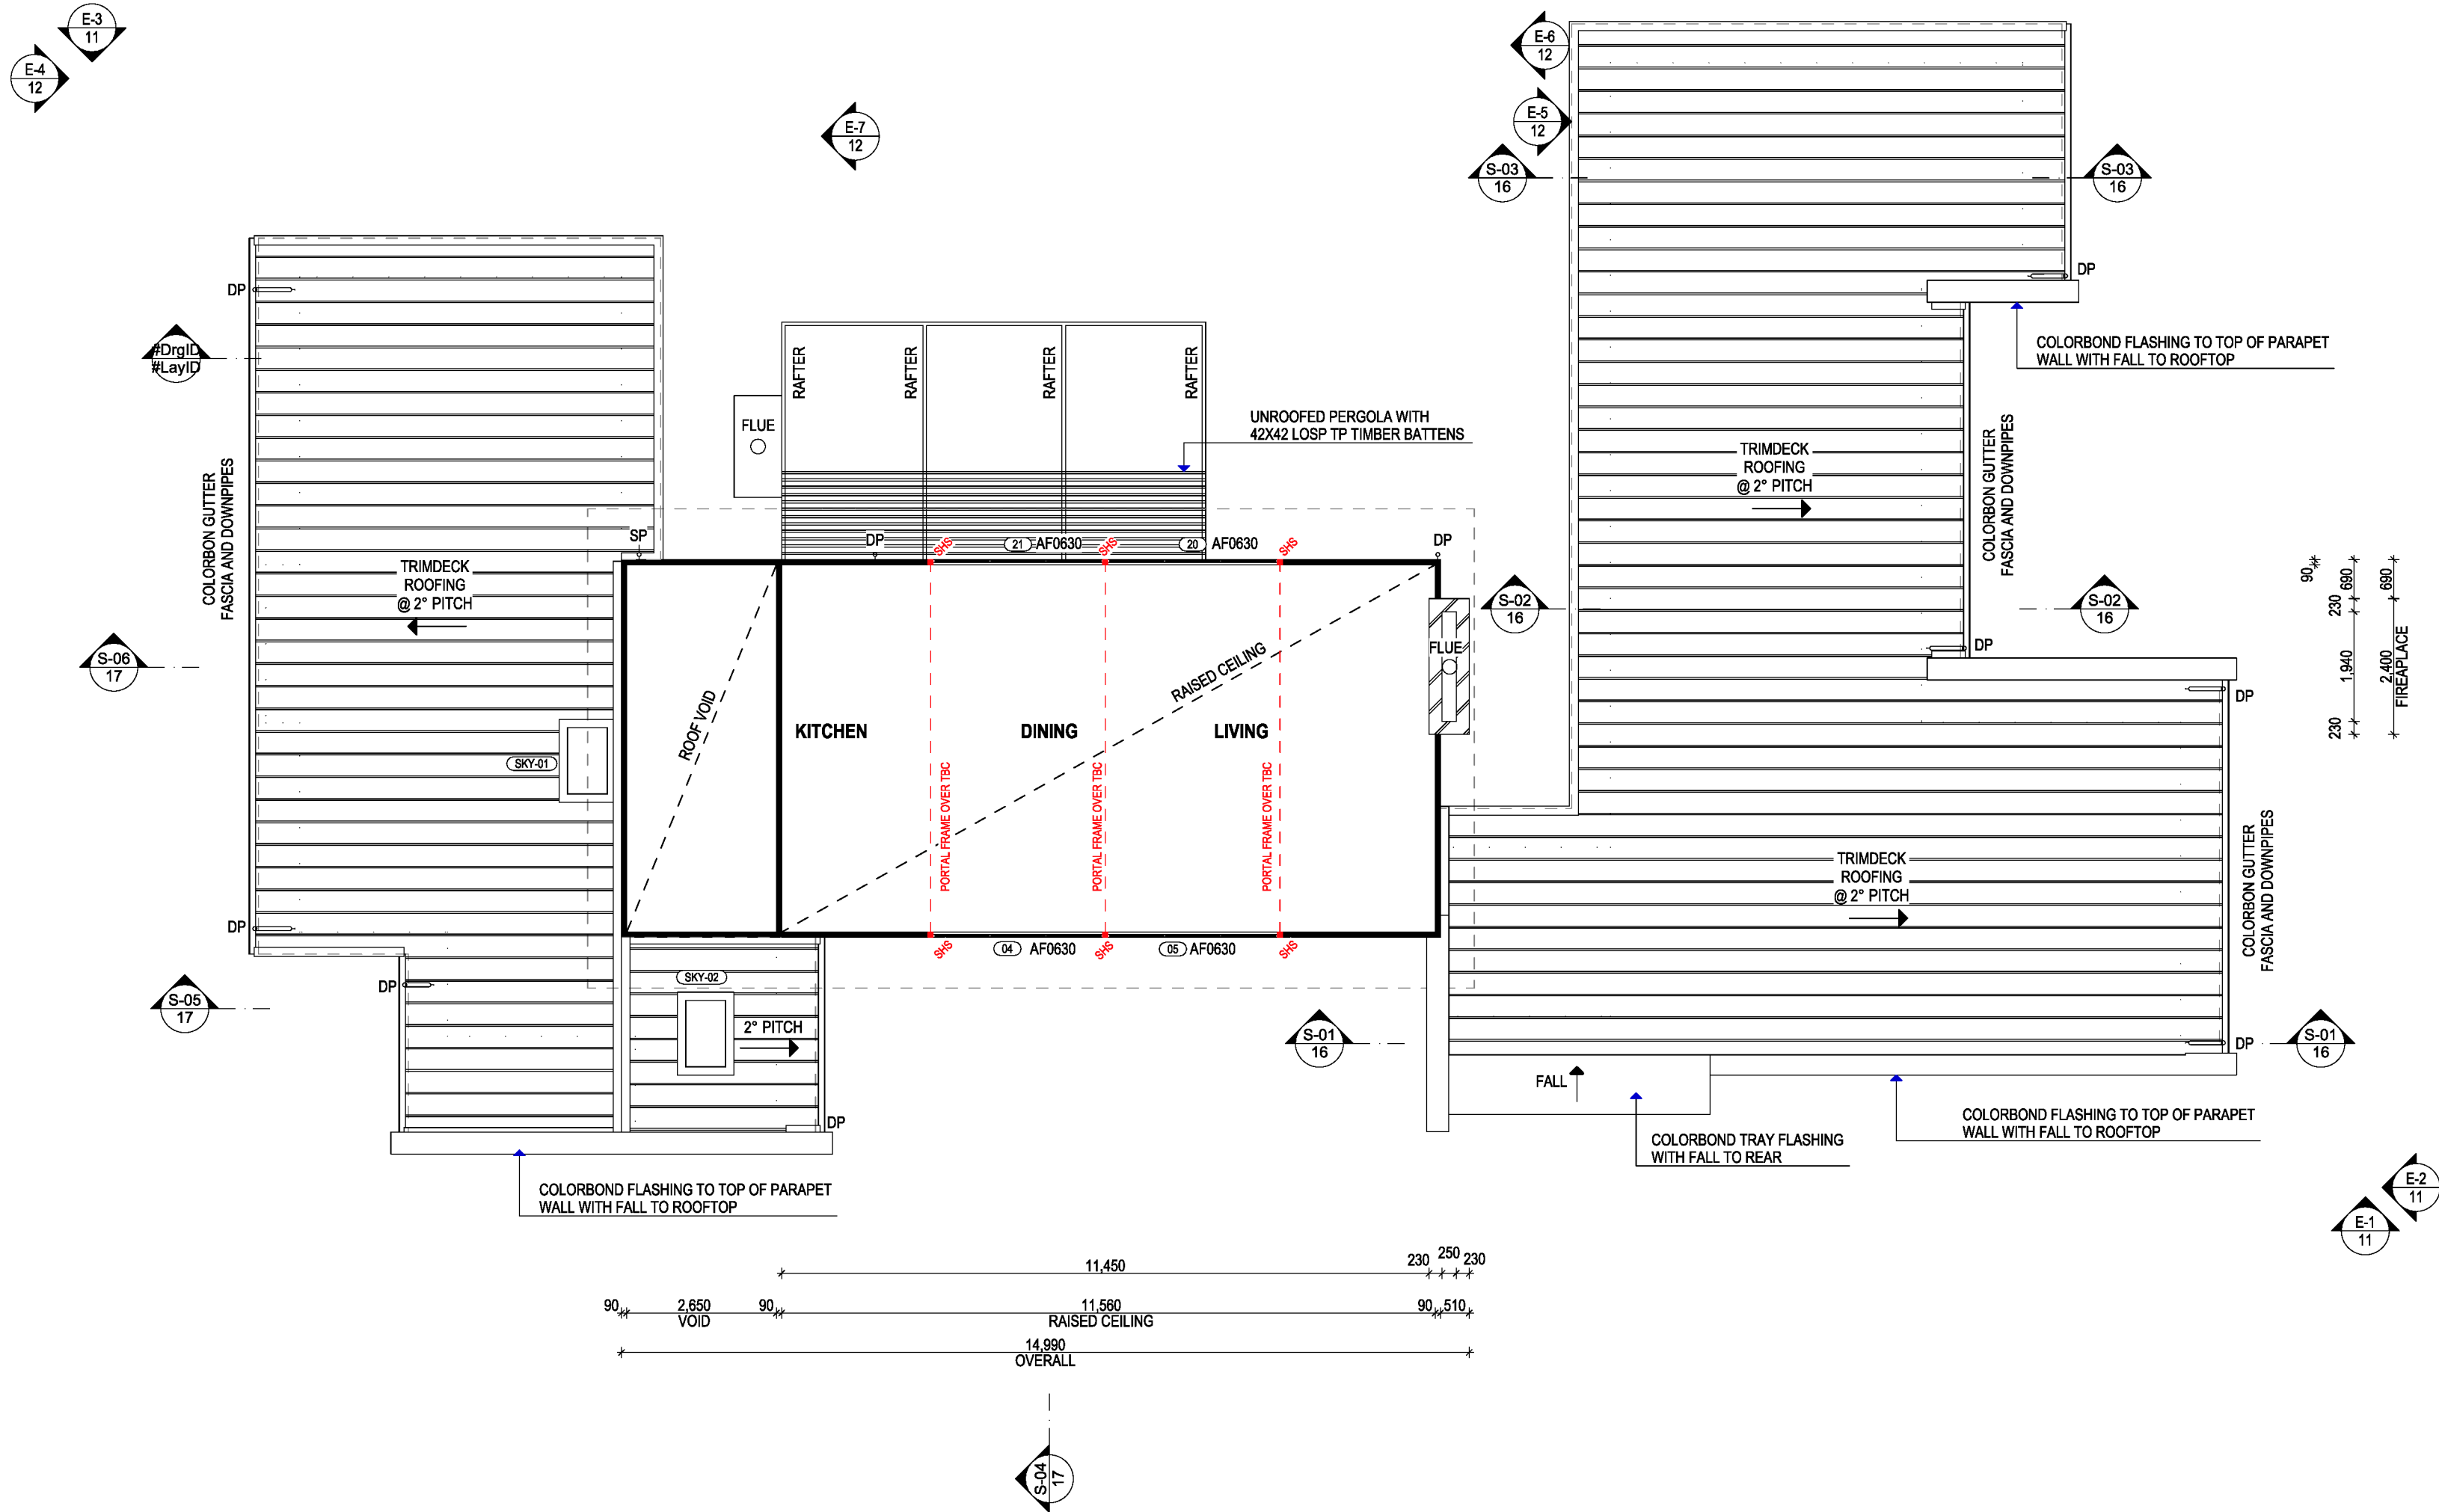 E-3
11
E-4
12
E-7
12
E-6
12
E-5
12
S-03
16
S-03
16
DP
DP
#DrgID
#LayID
COLORBOND FLASHING TO TOP OF PARAPET
WALL WITH FALL TO ROOFTOP
RAFTER
RAFTER
RAFTER
RAFTER
FLUE
UNROOFED PERGOLA WITH
42X42 LOSP TP TIMBER BATTENS
TRIMDECK
ROOFING
@ 2° PITCH
COLORBON GUTTER
FASCIA AND DOWNPIPES
COLORBON GUTTER
FASCIA AND DOWNPIPES
SP
DP
SHS
21 AF0630
SHS
20 AF0630
SHS
DP
TRIMDECK
ROOFING
@ 2° PITCH
S-02
16
S-02
16
90
230 690
690
1,940
2,400
FIREAPLACE
230
S-06
17
FLUE
DP
DP
ROOF VOID
RAISED CEILING
KITCHEN
DINING
LIVING
SKY-01
PORTAL FRAME OVER TBC
PORTAL FRAME OVER TBC
PORTAL FRAME OVER TBC
TRIMDECK
ROOFING
@ 2° PITCH
COLORBON GUTTER
FASCIA AND DOWNPIPES
DP
SHS
04 AF0630
SHS
05 AF0630
SHS
SKY-02
DP
S-05
17
2° PITCH
S-01
16
DP
S-01
16
FALL
DP
COLORBOND TRAY FLASHING
WITH FALL TO REAR
COLORBOND FLASHING TO TOP OF PARAPET
WALL WITH FALL TO ROOFTOP
COLORBOND FLASHING TO TOP OF PARAPET
WALL WITH FALL TO ROOFTOP
E-2
11
E-1
11
11,450
230 250 230
90 2,650 90 11,560 90 510
VOID
RAISED CEILING
14,990
OVERALL
S-04
17